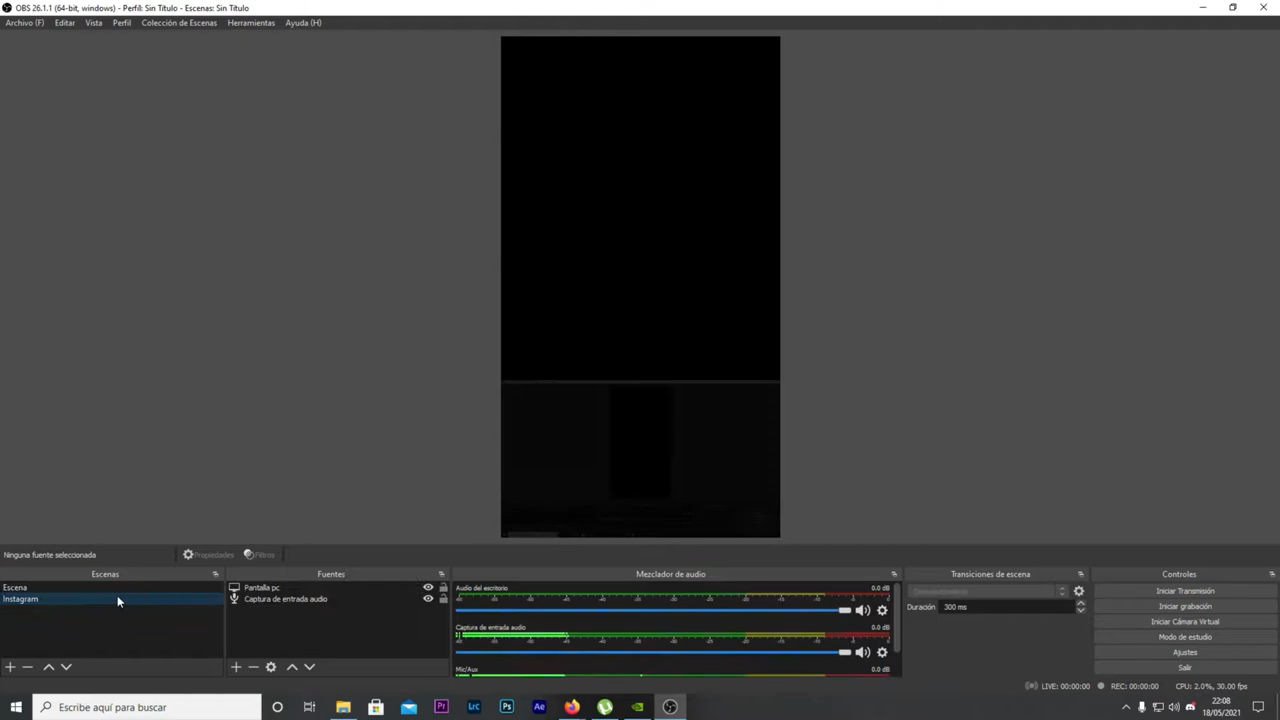 OBS 26.1.1 (64-bit, windows) - Perfil: Sin Título - Escenas: Sin Título
Archivo (F) Editar Vista Perfil Colección de Escenas Herramientas Ayuda (H)
Ninguna fuente seleccionada Propiedades Filtros
Escenas Fuentes Mezclador de audio Transiciones de escena Controles
Escena
Instagram
Pantalla pc
Captura de entrada audio
Audio del escritorio 0.0 dB
Captura de entrada audio 0.0 dB
Mic/Aux 0.0 dB
Duración 300 ms
Iniciar Transmisión
Iniciar grabación
Iniciar Cámara Virtual
Modo de estudio
Ajustes
Salir
LIVE: 00:00:00 REC: 00:00:00 CPU: 2.0%, 30.00 fps
Escribe aquí para buscar
Pr Lrc Ps Ae
22:08
18/05/2021